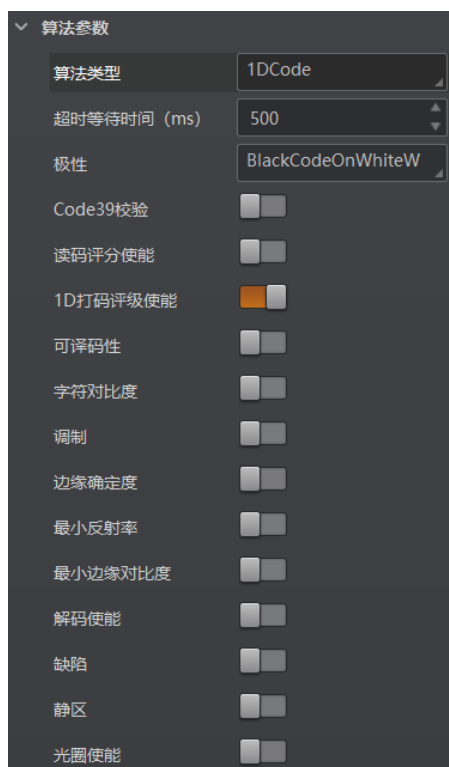 算法参数
算法类型 1DCode
超时等待时间（ms） 500
极性 BlackCodeOnWhiteW
Code39校验
读码评分使能
1D打码评级使能
可译码性
字符对比度
调制
边缘确定度
最小反射率
最小边缘对比度
解码使能
缺陷
静区
光圈使能